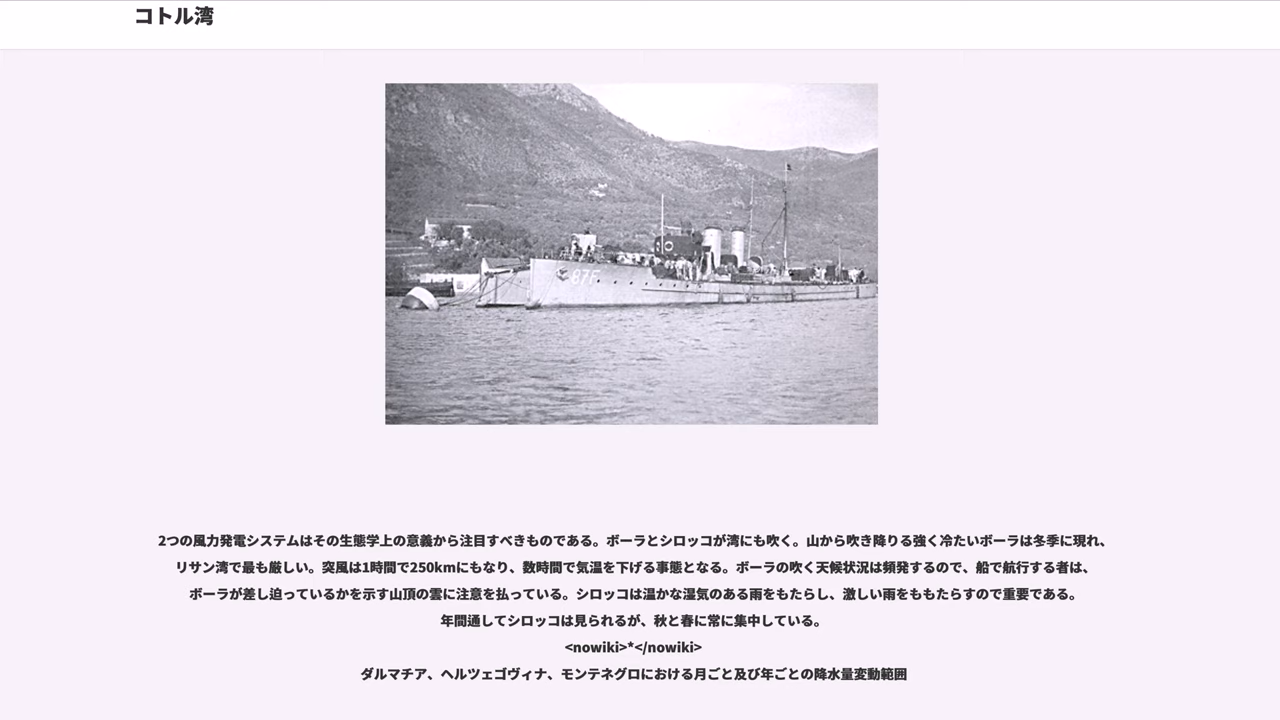 コトル湾
87F
2つの風力発電システムはその生態学上の意義から注目すべきものである。ボーラとシロッコが湾にも吹く。山から吹き降りる強く冷たいボーラは冬季に現れ、
リサン湾で最も厳しい。突風は1時間で250kmにもなり、数時間で気温を下げる事態となる。ボーラの吹く天候状況は頻発するので、船で航行する者は、
ボーラが差し迫っているかを示す山頂の雲に注意を払っている。シロッコは温かな湿気のある雨をもたらし、激しい雨をももたらすので重要である。
年間通してシロッコは見られるが、秋と春に常に集中している。
<nowiki>*</nowiki>
ダルマチア、ヘルツェゴヴィナ、モンテネグロにおける月ごと及び年ごとの降水量変動範囲